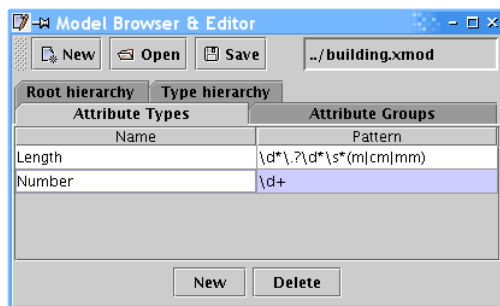 Model Browser & Editor
New Open Save ../building.xmod
Root hierarchy Type hierarchy
Attribute Types Attribute Groups
Name Pattern
Length \d*\.?\d*\s*(m|cm|mm)
Number \d+
New Delete